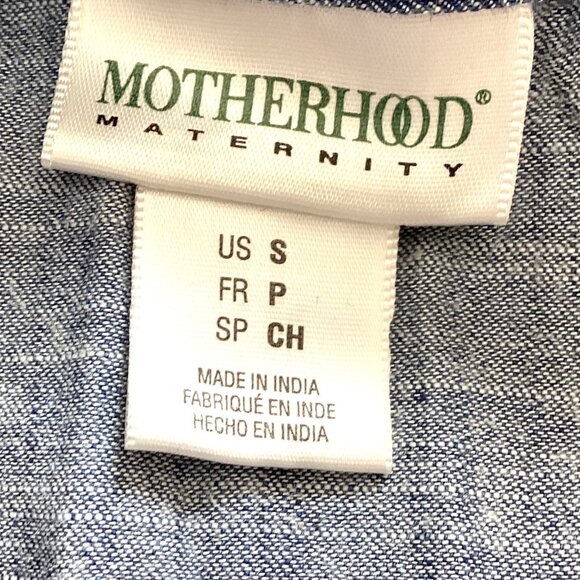 MOTHERHOOD®
MATERNITY
US S
FR P
SP CH
MADE IN INDIA
FABRIQUÉ EN INDE
HECHO EN INDIA